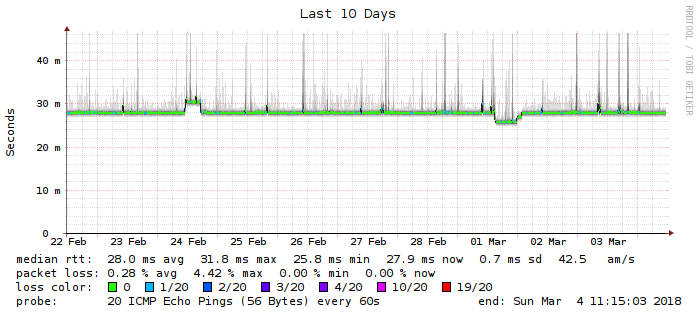 Last 10 Days
RRDTOOL / TOBI OETIKER
Seconds
40 m
30 m
20 m
10 m
0
22 Feb 23 Feb 24 Feb 25 Feb 26 Feb 27 Feb 28 Feb 01 Mar 02 Mar 03 Mar
median rtt: 28.0 ms avg 31.8 ms max 25.8 ms min 27.9 ms now 0.7 ms sd 42.5 am/s
packet loss: 0.28 % avg 4.42 % max 0.00 % min 0.00 % now
loss color: 0 1/20 2/20 3/20 4/20 10/20 19/20
probe: 20 ICMP Echo Pings (56 Bytes) every 60s end: Sun Mar 4 11:15:03 2018